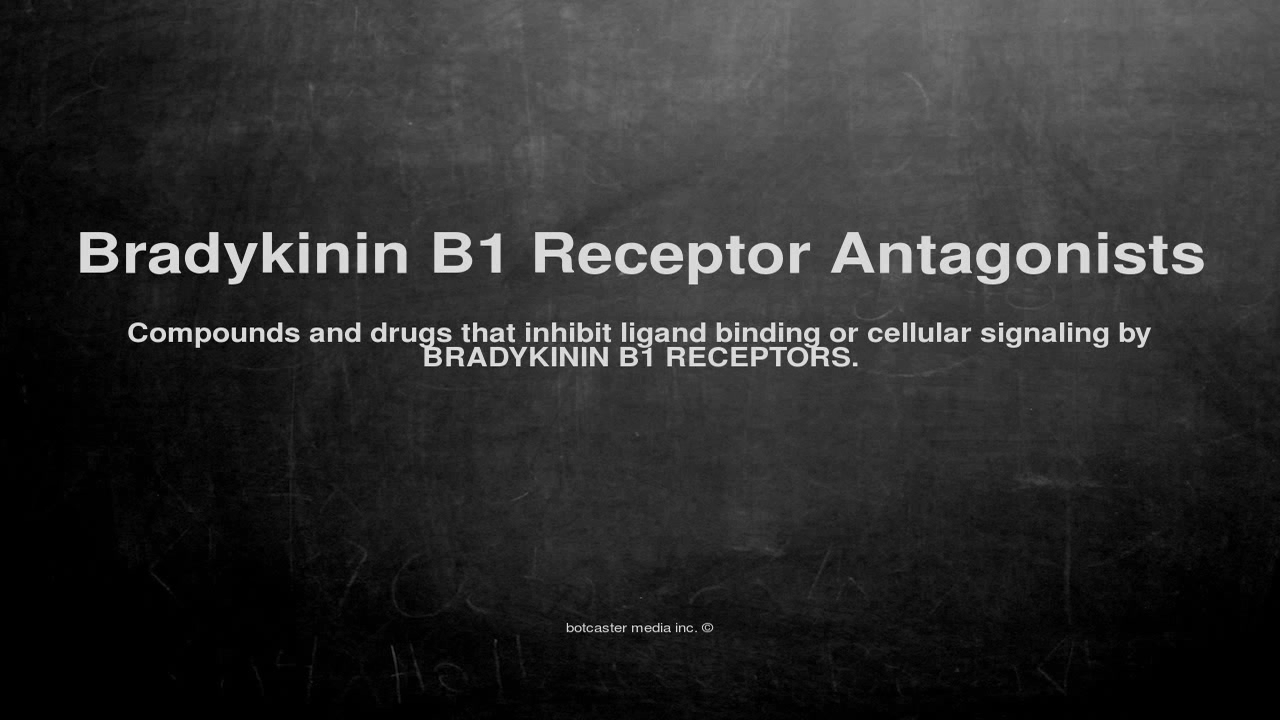 Bradykinin B1 Receptor Antagonists
Compounds and drugs that inhibit ligand binding or cellular signaling by
BRADYKININ B1 RECEPTORS.
botcaster media inc. ©